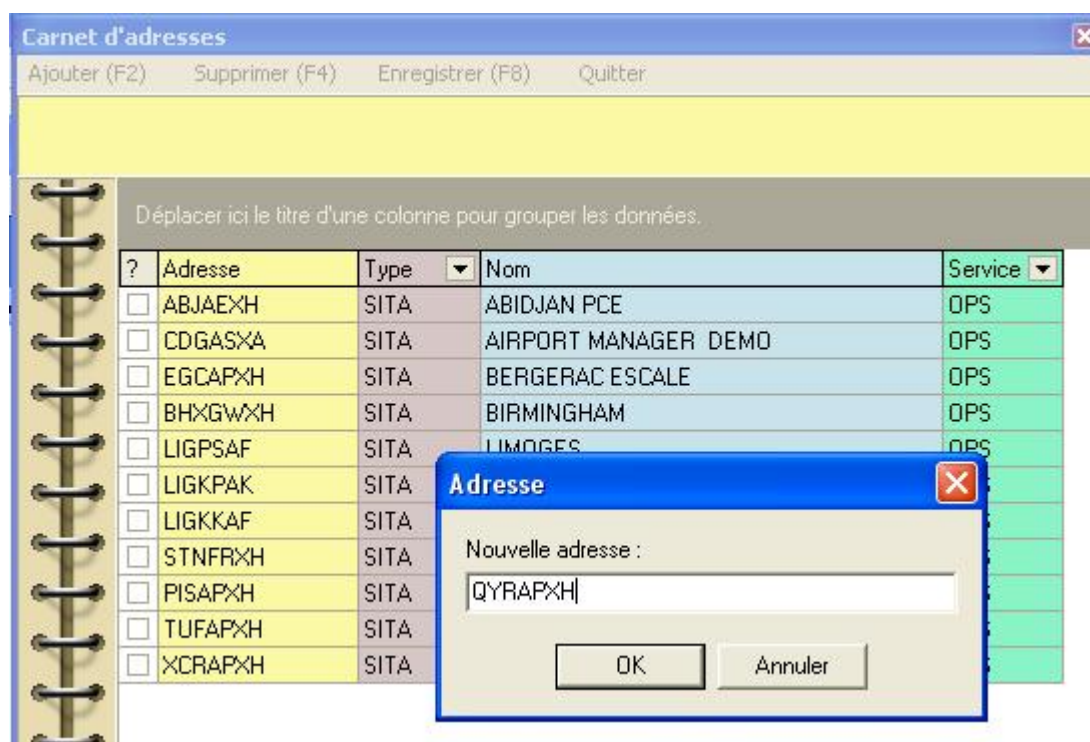 Carnet d'adresses
Ajouter (F2) Supprimer (F4) Enregistrer (F8) Quitter
Déplacer ici le titre d'une colonne pour grouper les données.
? Adresse Type Nom Service
ABJAEXH SITA ABIDJAN PCE OPS
CDGASXA SITA AIRPORT MANAGER DEMO OPS
EGCAPXH SITA BERGERAC ESCALE OPS
BHXGWXH SITA BIRMINGHAM OPS
LIGPSAF SITA LIMOGES OPS
LIGKPAK SITA
LIGKKAF SITA
STNFRXH SITA
PISAPXH SITA
TUFAPXH SITA
XCRAPXH SITA
Adresse
Nouvelle adresse :
QYRAPXH
OK Annuler